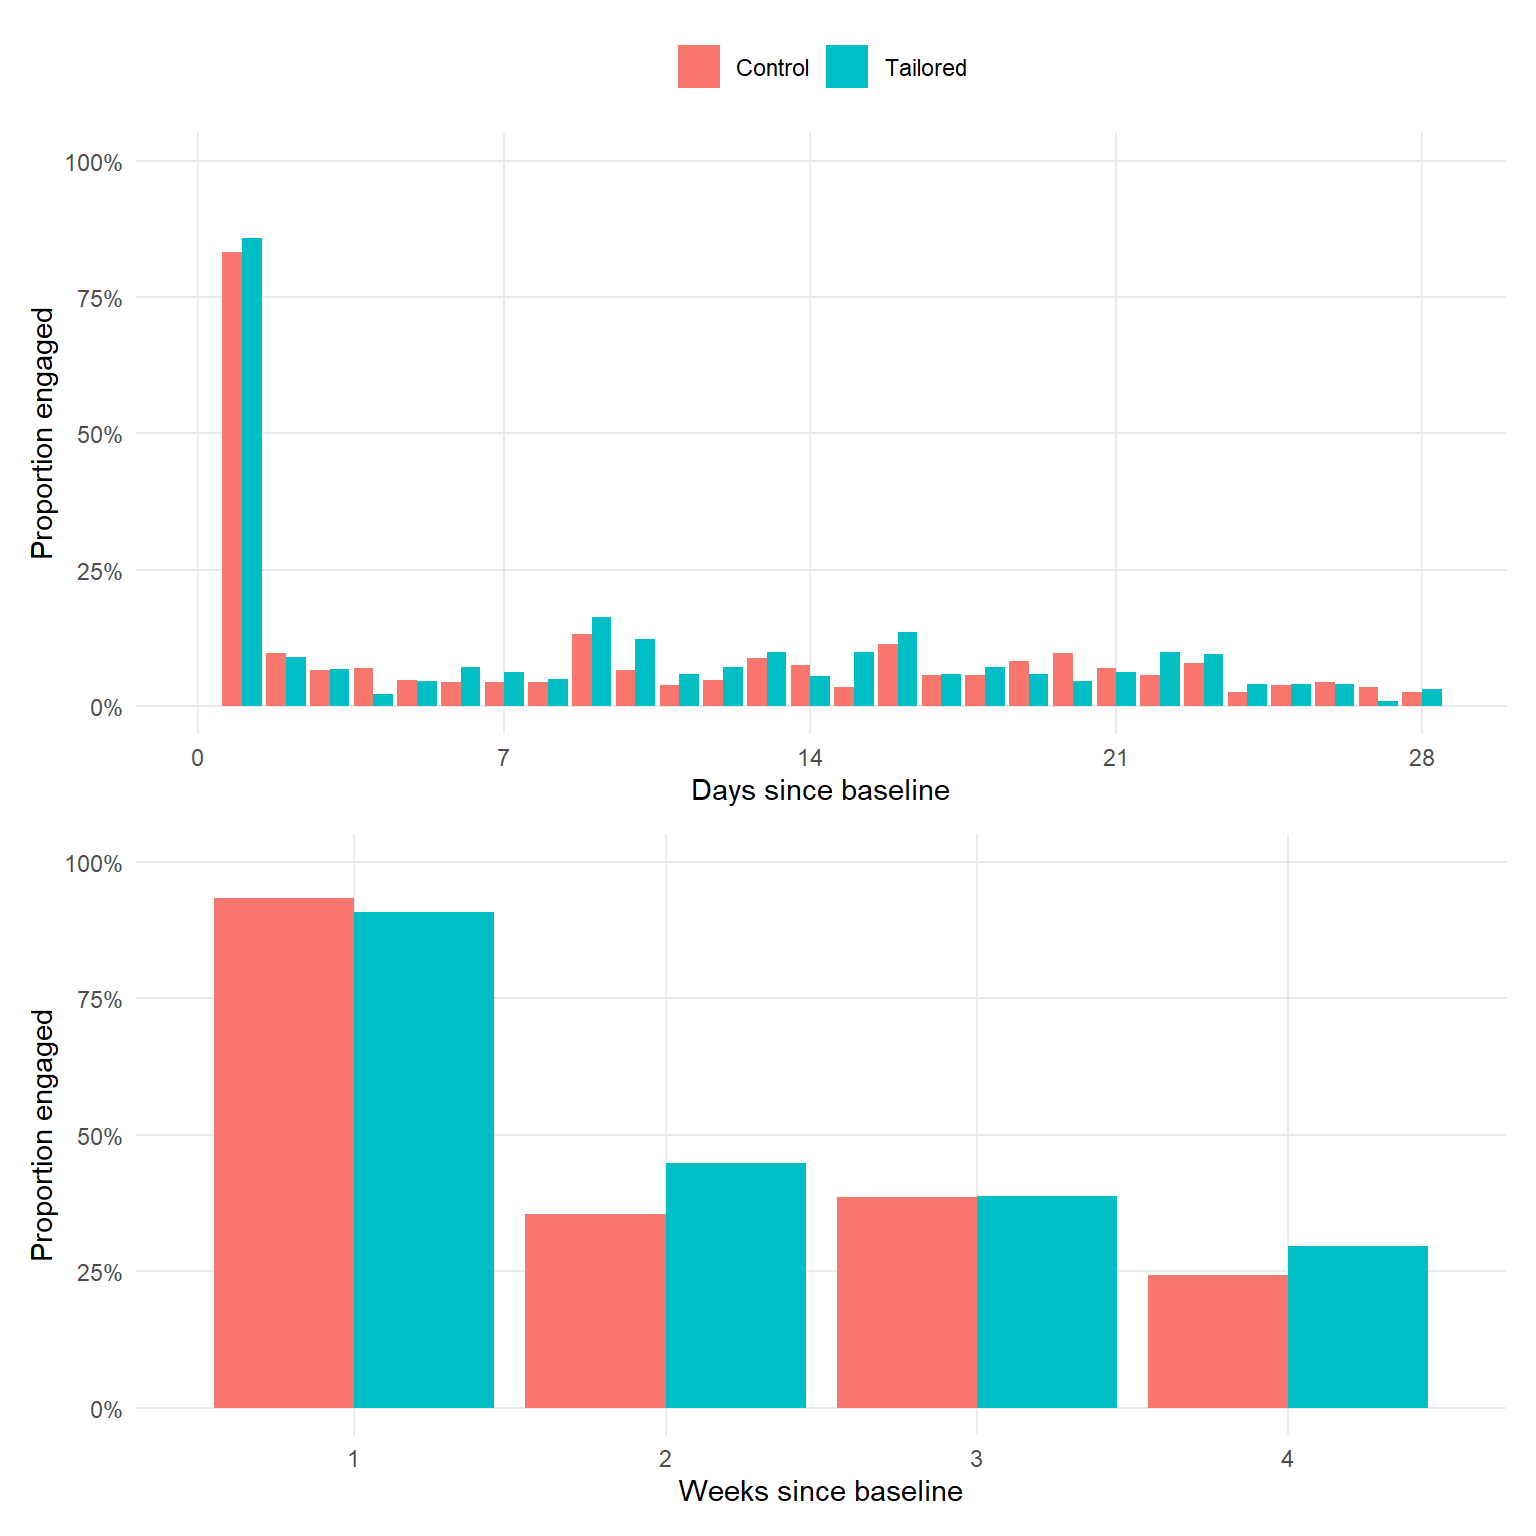 Control Tailored
100%
75%
50%
25%
0%
Proportion engaged
0 7 14 21 28
Days since baseline
100%
75%
50%
25%
0%
Proportion engaged
1 2 3 4
Weeks since baseline